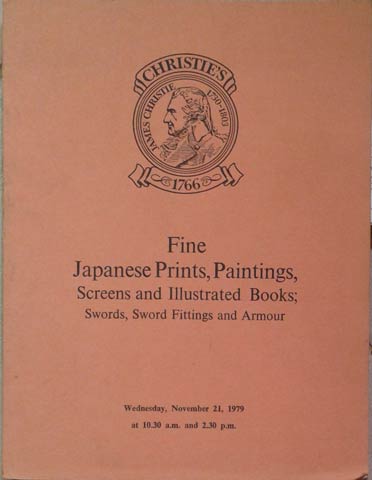 CHRISTIE'S
JAMES CHRISTIE 1730-1803
1766
Fine
Japanese Prints, Paintings,
Screens and Illustrated Books;
Swords, Sword Fittings and Armour
Wednesday, November 21, 1979
at 10.30 a.m. and 2.30 p.m.